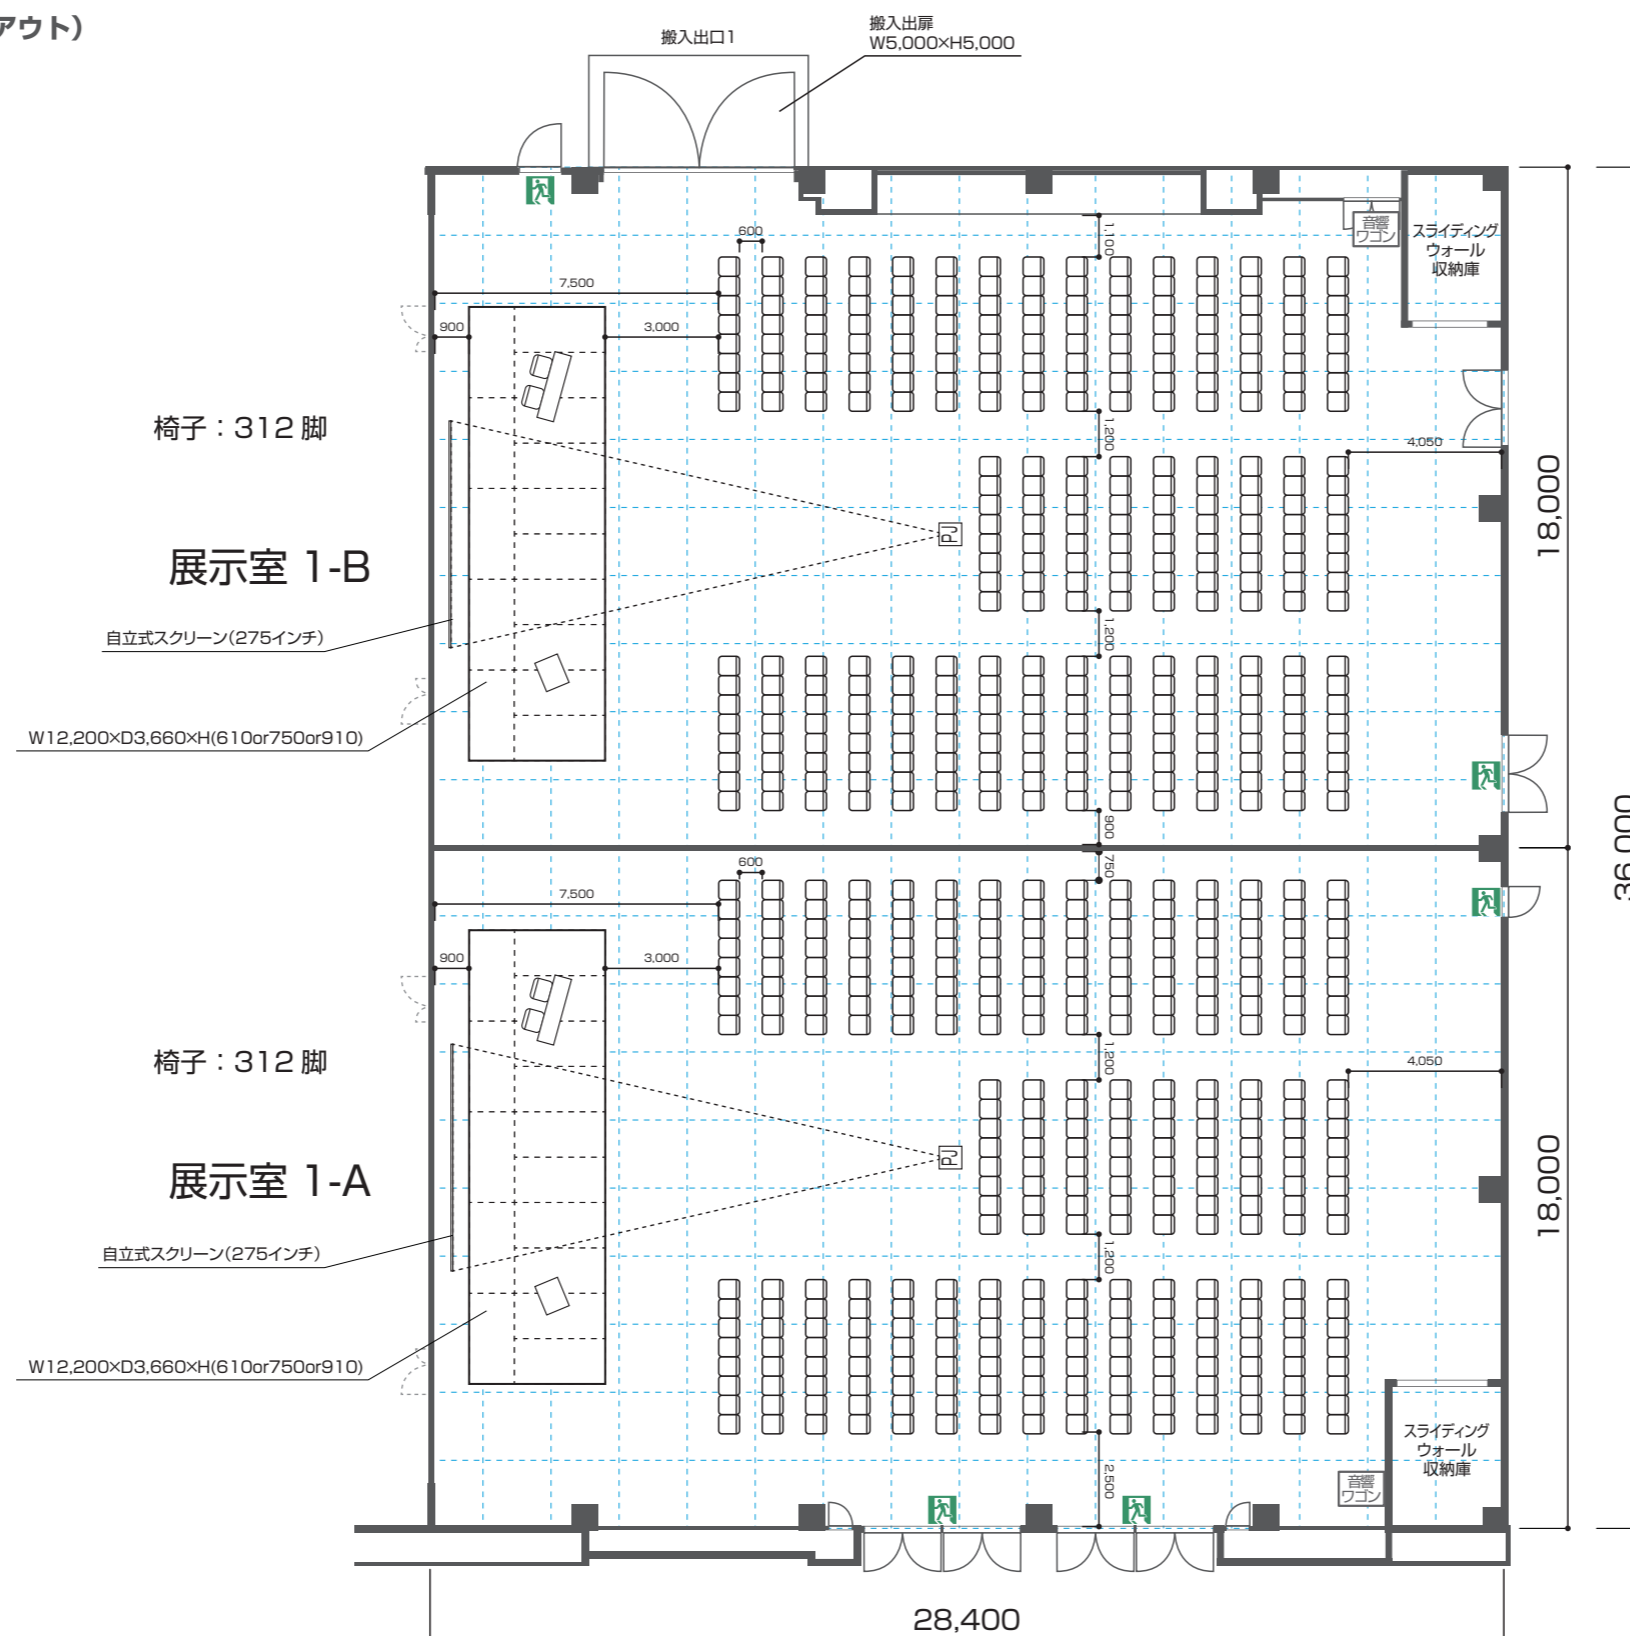 アウト)
搬入出口1
搬入出扉
W5,000×H5,000
音響
ワゴン
スライディング
ウォール
収納庫
600
1,100
7,500
900
3,000
椅子：312 脚
1,200
4,050
18,000
展示室 1-B
PJ
自立式スクリーン(275インチ)
1,200
W12,200×D3,660×H(610or750or910)
900
36,000
750
600
7,500
900
3,000
椅子：312 脚
1,200
4,050
18,000
展示室 1-A
PJ
自立式スクリーン(275インチ)
1,200
W12,200×D3,660×H(610or750or910)
スライディング
ウォール
収納庫
音響
ワゴン
2,500
28,400